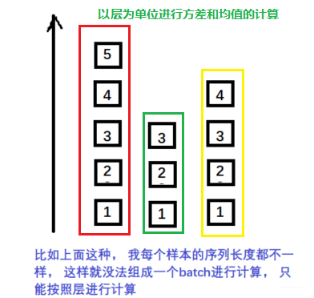 以层为单位进行方差和均值的计算
5
4 4
3 3 3
2 2 2
1 1 1
比如上面这种， 我每个样本的序列长度都不一
样， 这样就没法组成一个batch进行计算， 只
能按照层进行计算